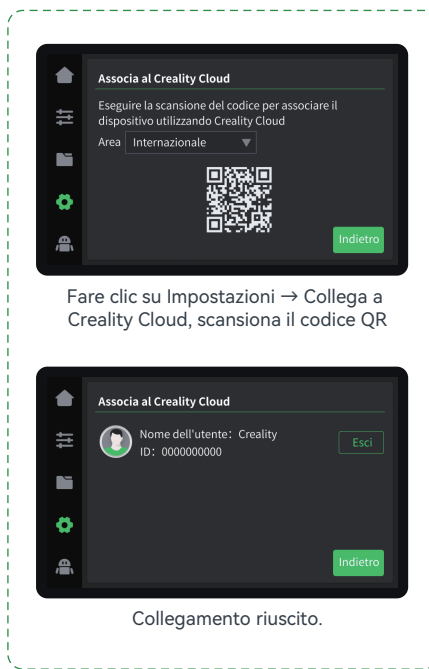 Associa al Creality Cloud
Eseguire la scansione del codice per associare il
dispositivo utilizzando Creality Cloud
Area Internazionale
Indietro
Fare clic su Impostazioni → Collega a
Creality Cloud, scansiona il codice QR
Associa al Creality Cloud
Nome dell'utente: Creality
Esci
ID: 0000000000
Indietro
Collegamento riuscito.